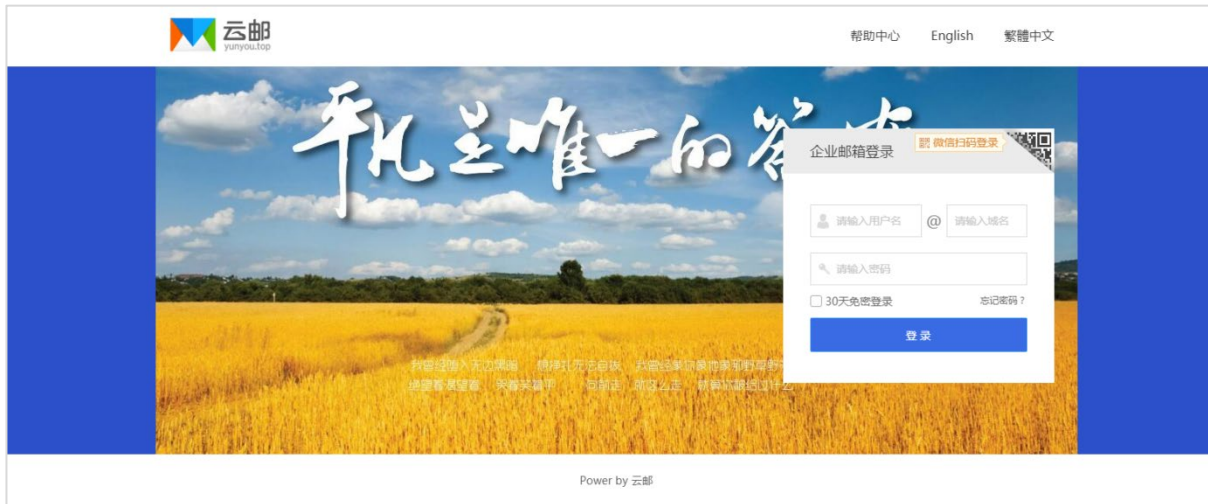 云邮
yunyou.top
帮助中心 English 繁體中文
平凡是唯一的答
企业邮箱登录
微信扫码登录
请输入用户名 @ 请输入域名
请输入密码
30天免密登录 忘记密码？
登 录
Power by 云邮